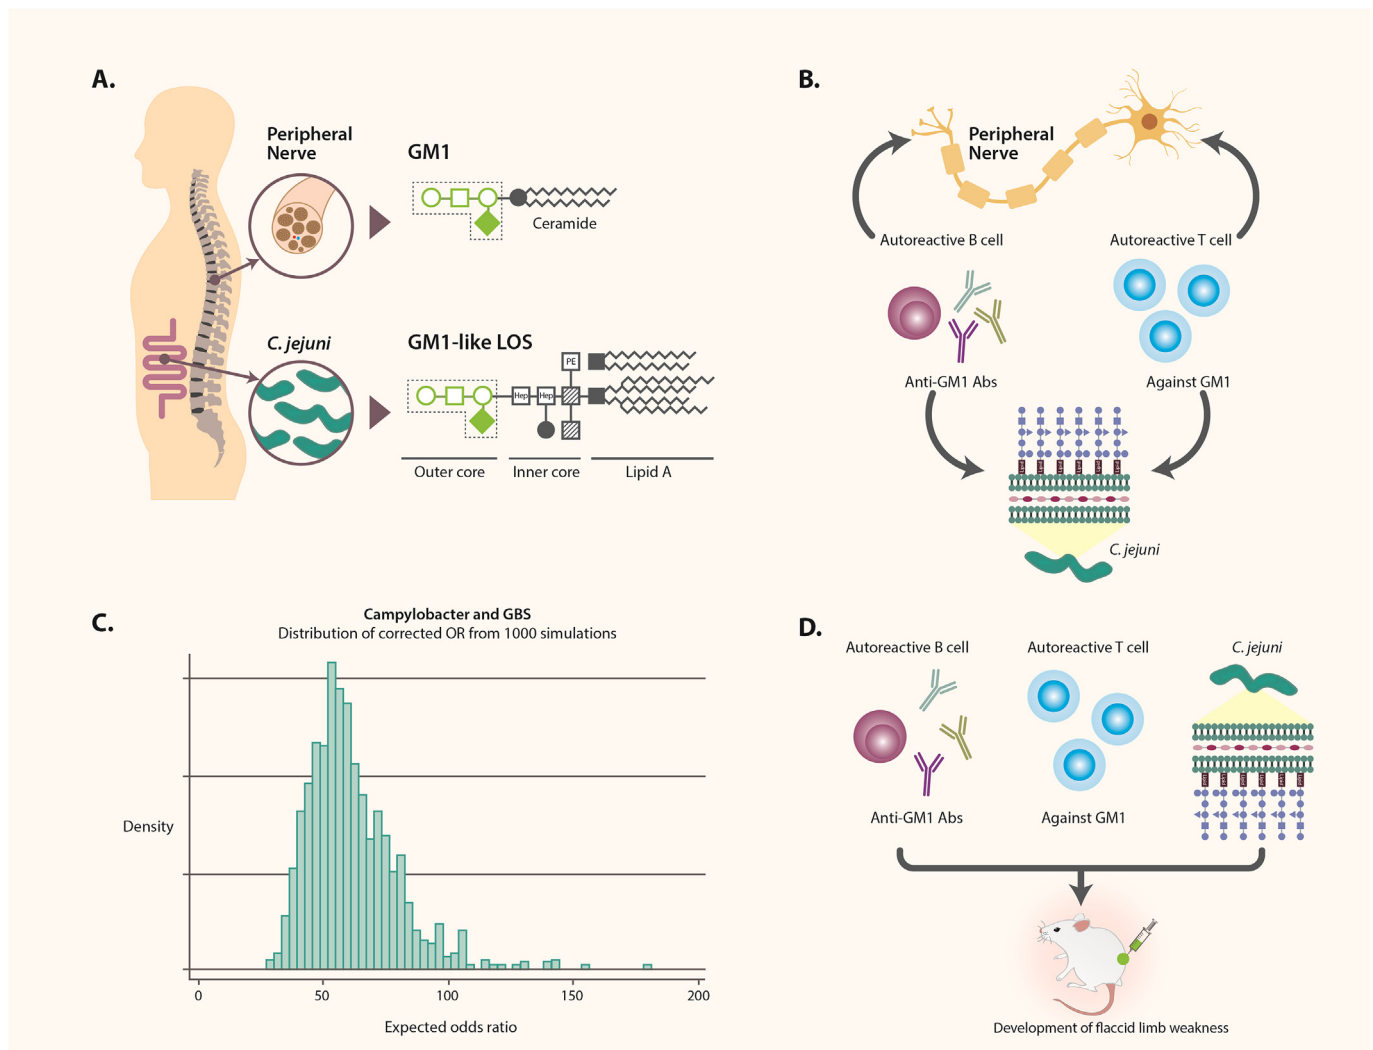 A.
Peripheral
Nerve
GM1
Ceramide
C. jejuni
GM1-like LOS
PE
Hep Hep
Outer core Inner core Lipid A
B.
Peripheral
Nerve
Autoreactive B cell Autoreactive T cell
Anti-GM1 Abs Against GM1
C. jejuni
C.
Campylobacter and GBS
Distribution of corrected OR from 1000 simulations
Density
0 50 100 150 200
Expected odds ratio
D.
Autoreactive B cell Autoreactive T cell C. jejuni
Anti-GM1 Abs Against GM1
Development of flaccid limb weakness